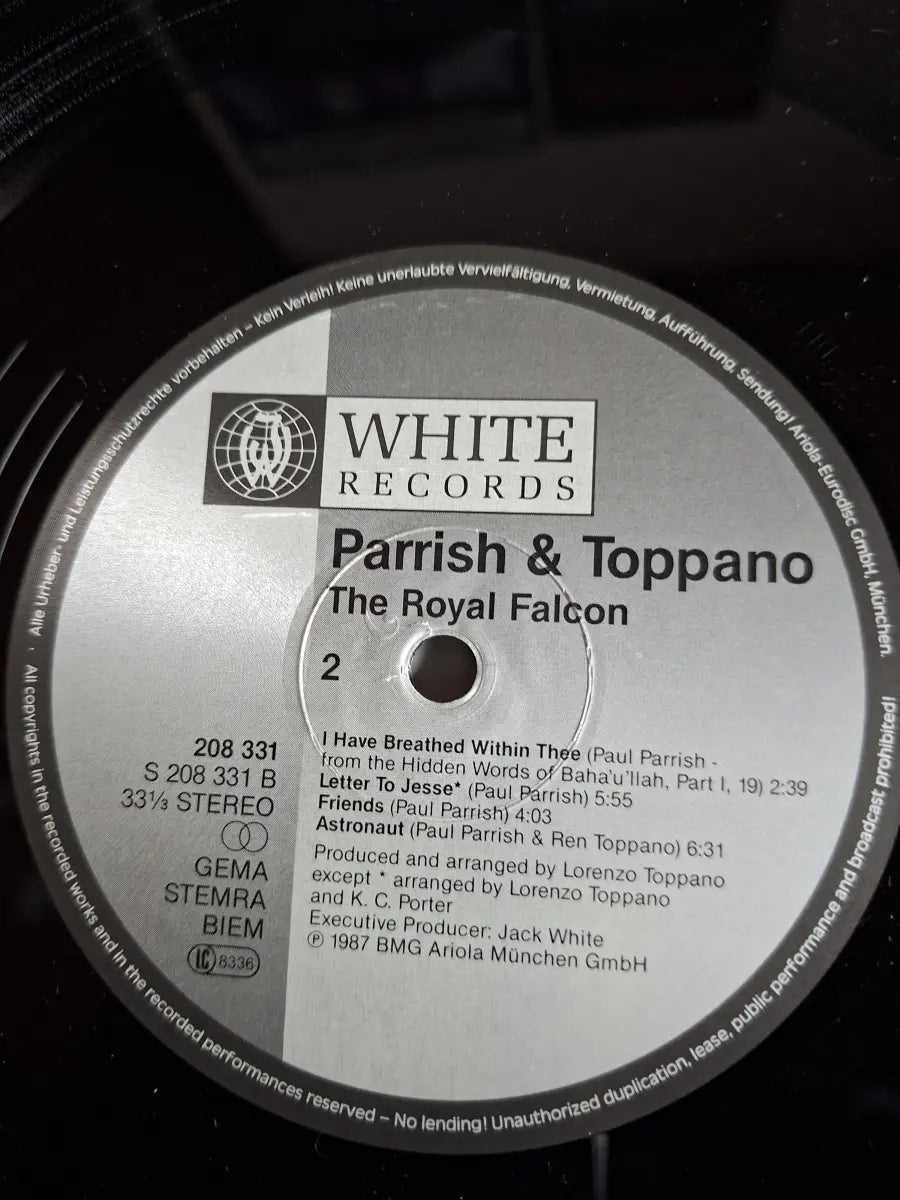 Alle Urheber- und Leistungsschutzrechte vorbehalten – Kein Verleih! Keine unerlaubte Vervielfältigung, Vermietung, Aufführung, Sendung! Ariola-Eurodisc GmbH, München.
WHITE
RECORDS
Parrish & Toppano
The Royal Falcon
2
208 331
S 208 331 B
33⅓ STEREO
GEMA
STEMRA
BIEM
LC 8336
I Have Breathed Within Thee (Paul Parrish -
from the Hidden Words of Baha'u'llah, Part I, 19) 2:39
Letter To Jesse* (Paul Parrish) 5:55
Friends (Paul Parrish) 4:03
Astronaut (Paul Parrish & Ren Toppano) 6:31
Produced and arranged by Lorenzo Toppano
except * arranged by Lorenzo Toppano
and K. C. Porter
Executive Producer: Jack White
℗ 1987 BMG Ariola München GmbH
· All copyrights in the recorded works and in the recorded performances reserved – No lending! Unauthorized duplication, lease, public performance and broadcast prohibited!